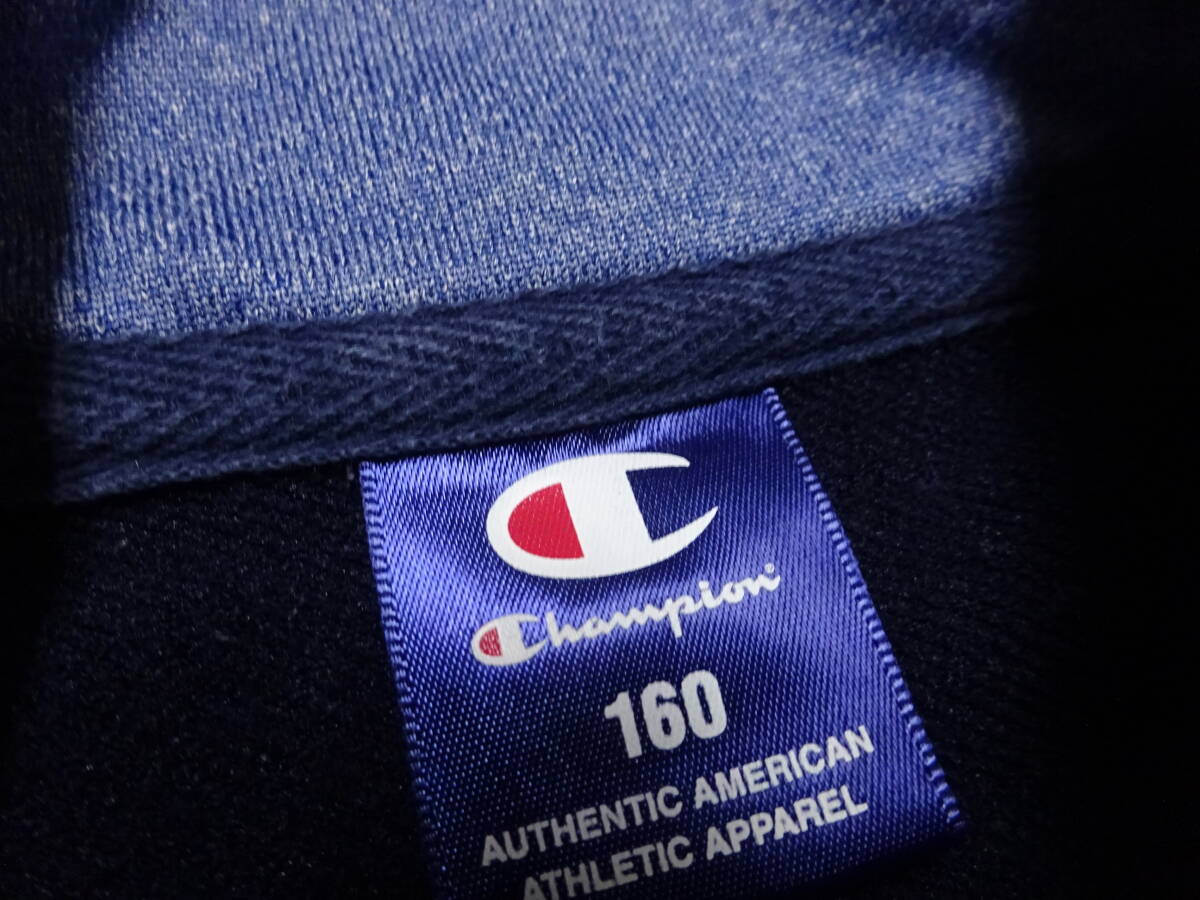 Champion
160
AUTHENTIC AMERICAN
ATHLETIC APPAREL